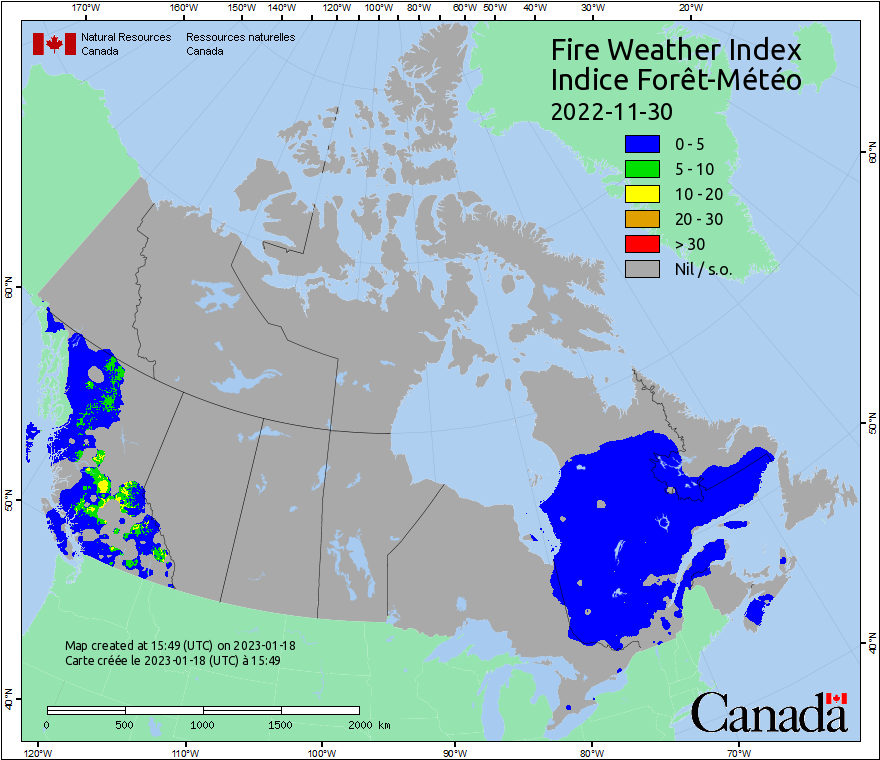 170°W 160°W 150°W 140°W 130°W 120°W 110°W 100°W 90°W 80°W 60°W 50°W 40°W 30°W 20°W
Natural Resources Ressources naturelles
Canada Canada
Fire Weather Index
Indice Forêt-Météo
2022-11-30
0 - 5
5 - 10
10 - 20
20 - 30
> 30
Nil / s.o.
60°N
60°N
50°N
50°N
40°N
40°N
Map created at 15:49 (UTC) on 2023-01-18
Carte créée le 2023-01-18 (UTC) à 15:49
0 500 1000 1500 2000 km
Canada
120°W 110°W 100°W 90°W 80°W 70°W